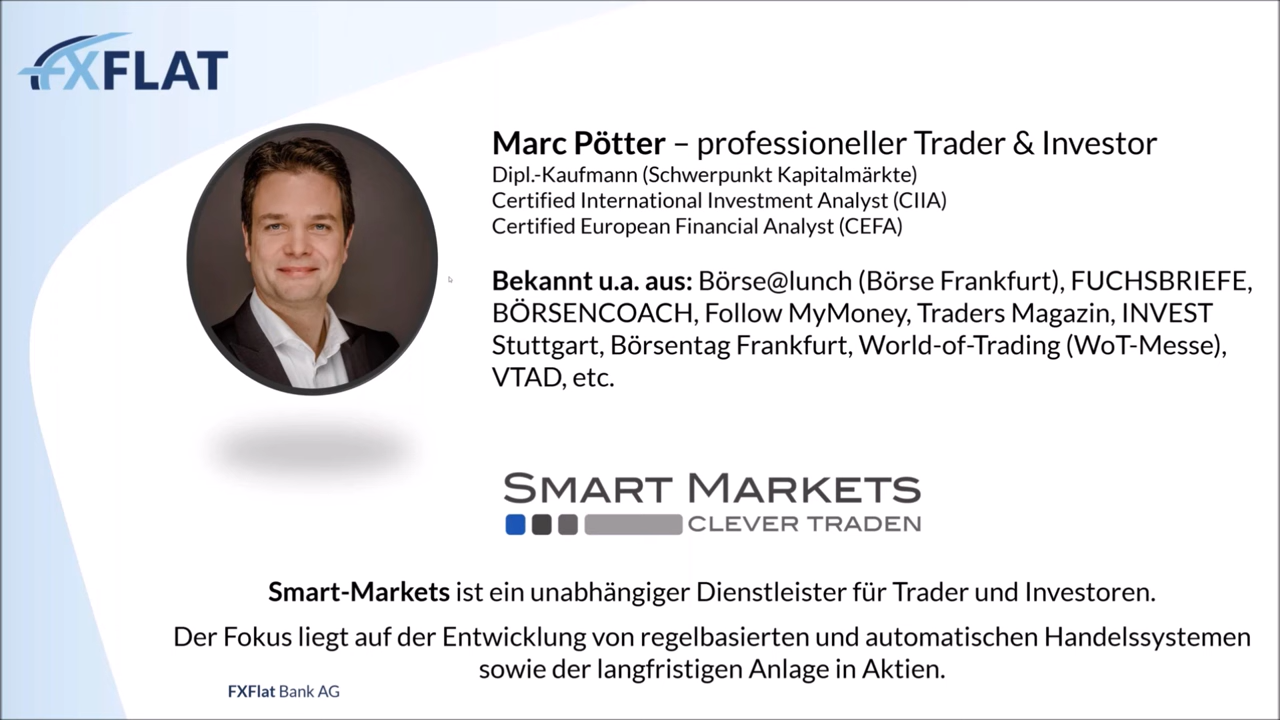 FXFLAT
Marc Pötter – professioneller Trader & Investor
Dipl.-Kaufmann (Schwerpunkt Kapitalmärkte)
Certified International Investment Analyst (CIIA)
Certified European Financial Analyst (CEFA)
Bekannt u.a. aus: Börse@lunch (Börse Frankfurt), FUCHSBRIEFE,
BÖRSENCOACH, Follow MyMoney, Traders Magazin, INVEST
Stuttgart, Börsentag Frankfurt, World-of-Trading (WoT-Messe),
VTAD, etc.
SMART MARKETS
CLEVER TRADEN
Smart-Markets ist ein unabhängiger Dienstleister für Trader und Investoren.
Der Fokus liegt auf der Entwicklung von regelbasierten und automatischen Handelssystemen
sowie der langfristigen Anlage in Aktien.
FXFlat Bank AG